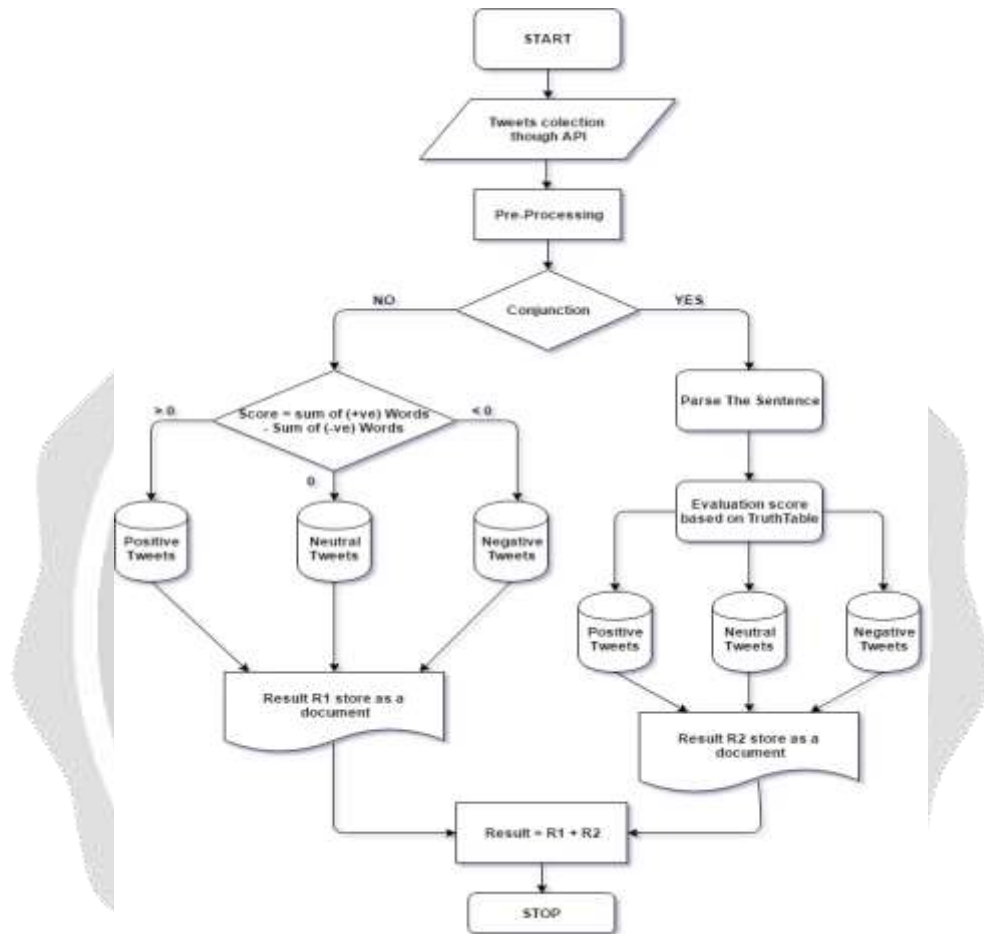 START
Tweets colection
though API
Pre-Processing
Conjunction
NO
YES
Score = sum of (+ve) Words
- Sum of (-ve) Words
> 0
< 0
0
Positive
Tweets
Neutral
Tweets
Negative
Tweets
Result R1 store as a
document
Parse The Sentence
Evaluation score
based on TruthTable
Positive
Tweets
Neutral
Tweets
Negative
Tweets
Result R2 store as a
document
Result = R1 + R2
STOP